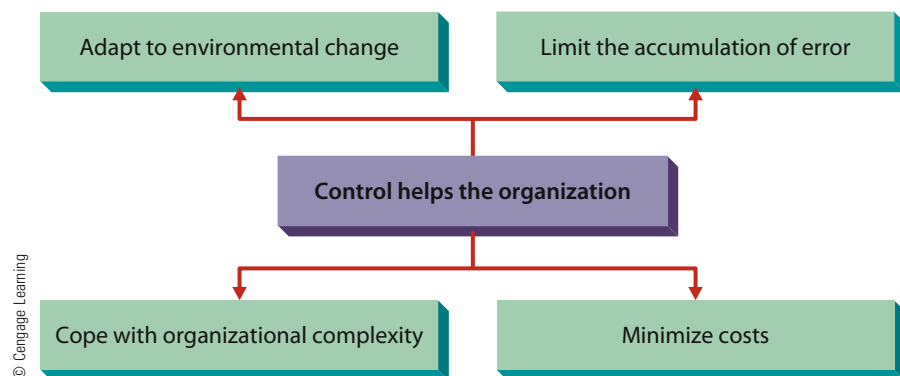 Adapt to environmental change
Limit the accumulation of error
Control helps the organization
Cope with organizational complexity
Minimize costs
© Cengage Learning